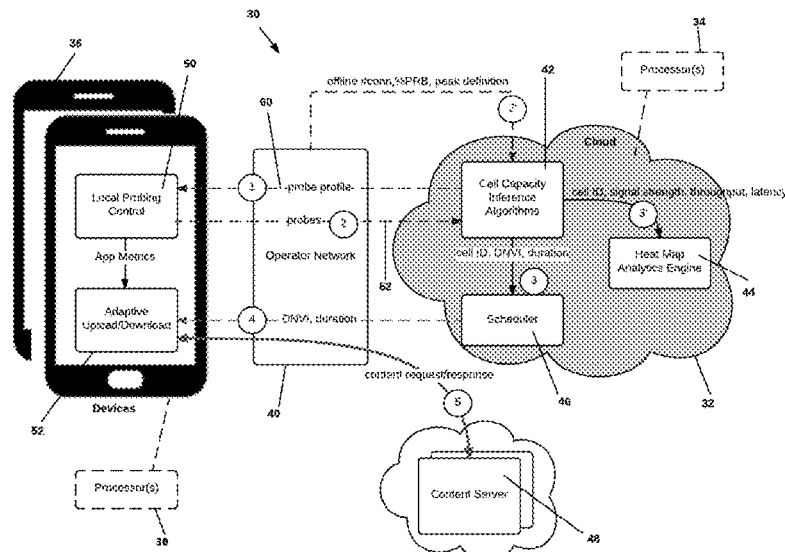 30
34
36
50
offline #conn,%PRB, peak definition
42
Processor(s)
60
2'
Cloud
Local Probing
Control
1
probe profile
Cell Capacity
Inference
Algorithms
cell ID, signal strength, throughput, latency
probes
2
3'
App Metrics
Operator Network
62
cell ID, DNVI, duration
Heat Map
Analytics Engine
44
3
Adaptive
Upload/Download
4
DNVI, duration
Scheduler
content request/response
Devices
52
40
46
32
5
Processor(s)
Content Server
39
48